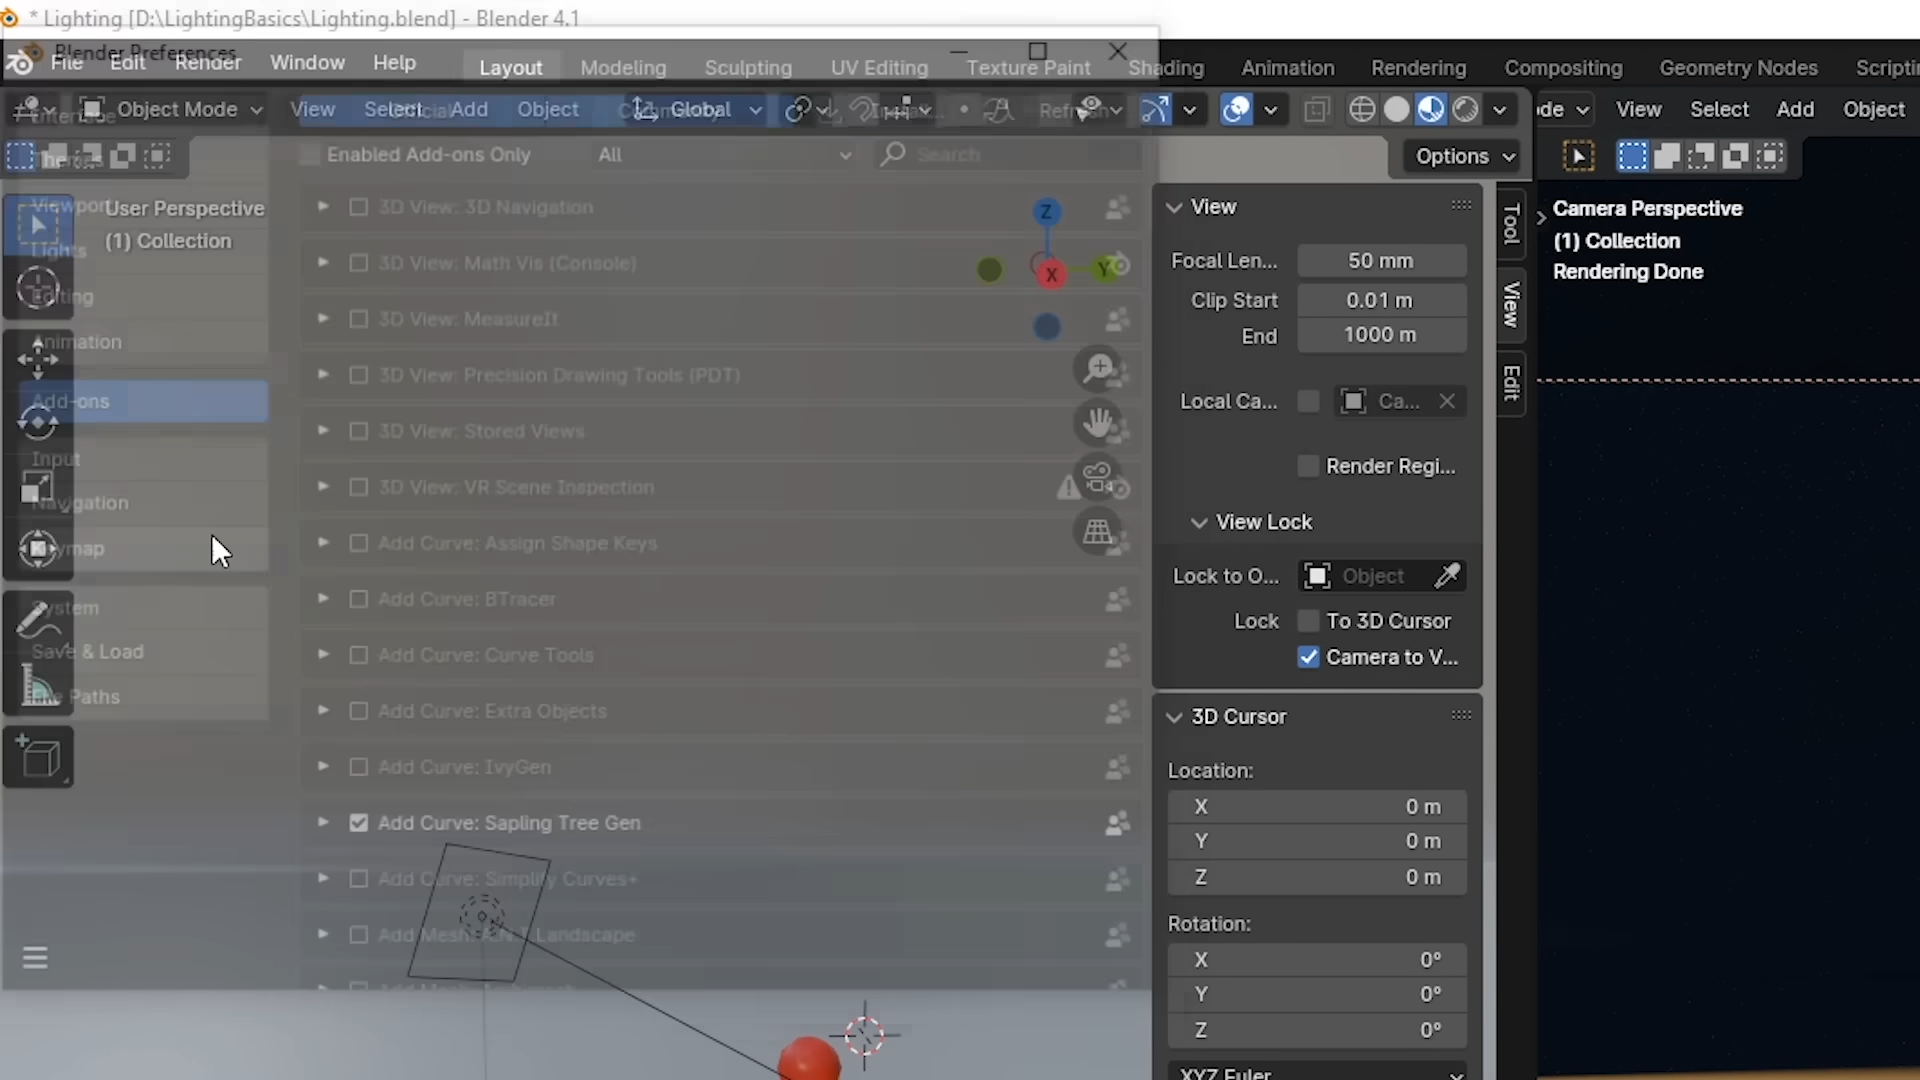 * Lighting [D:\LightingBasics\Lighting.blend] - Blender 4.1
Blender Preferences
File Edit Render Window Help Layout Modeling Sculpting UV Editing Texture Paint Shading Animation Rendering Compositing Geometry Nodes Scripti
Object Mode View Select Add Object Global Refresh ode View Select Add Object
Interface
Enabled Add-ons Only All Search Options
Themes
Viewport
User Perspective
(1) Collection
Lights
Editing
Animation
Add-ons
Input
Navigation
Keymap
System
Save & Load
File Paths
3D View: 3D Navigation
3D View: Math Vis (Console)
3D View: MeasureIt
3D View: Precision Drawing Tools (PDT)
3D View: Stored Views
3D View: VR Scene Inspection
Add Curve: Assign Shape Keys
Add Curve: BTracer
Add Curve: Curve Tools
Add Curve: Extra Objects
Add Curve: IvyGen
Add Curve: Sapling Tree Gen
Add Curve: Simplify Curves+
Add Mesh: A.N.T. Landscape
Z
X
Y
View
Focal Len... 50 mm
Clip Start 0.01 m
End 1000 m
Local Ca... Ca...
Render Regi...
View Lock
Lock to O... Object
Lock To 3D Cursor
Camera to V...
3D Cursor
Location:
X 0 m
Y 0 m
Z 0 m
Rotation:
X 0°
Y 0°
Z 0°
XYZ Euler
Tool
View
Edit
Camera Perspective
(1) Collection
Rendering Done